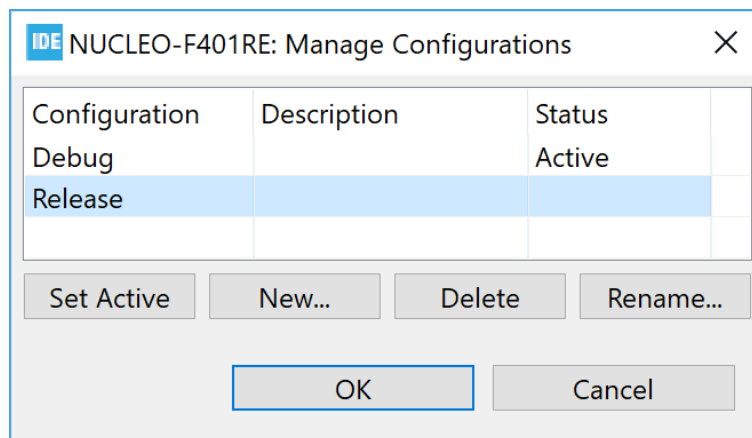 IDE NUCLEO-F401RE: Manage Configurations
Configuration Description Status
Debug Active
Release
Set Active New... Delete Rename...
OK Cancel